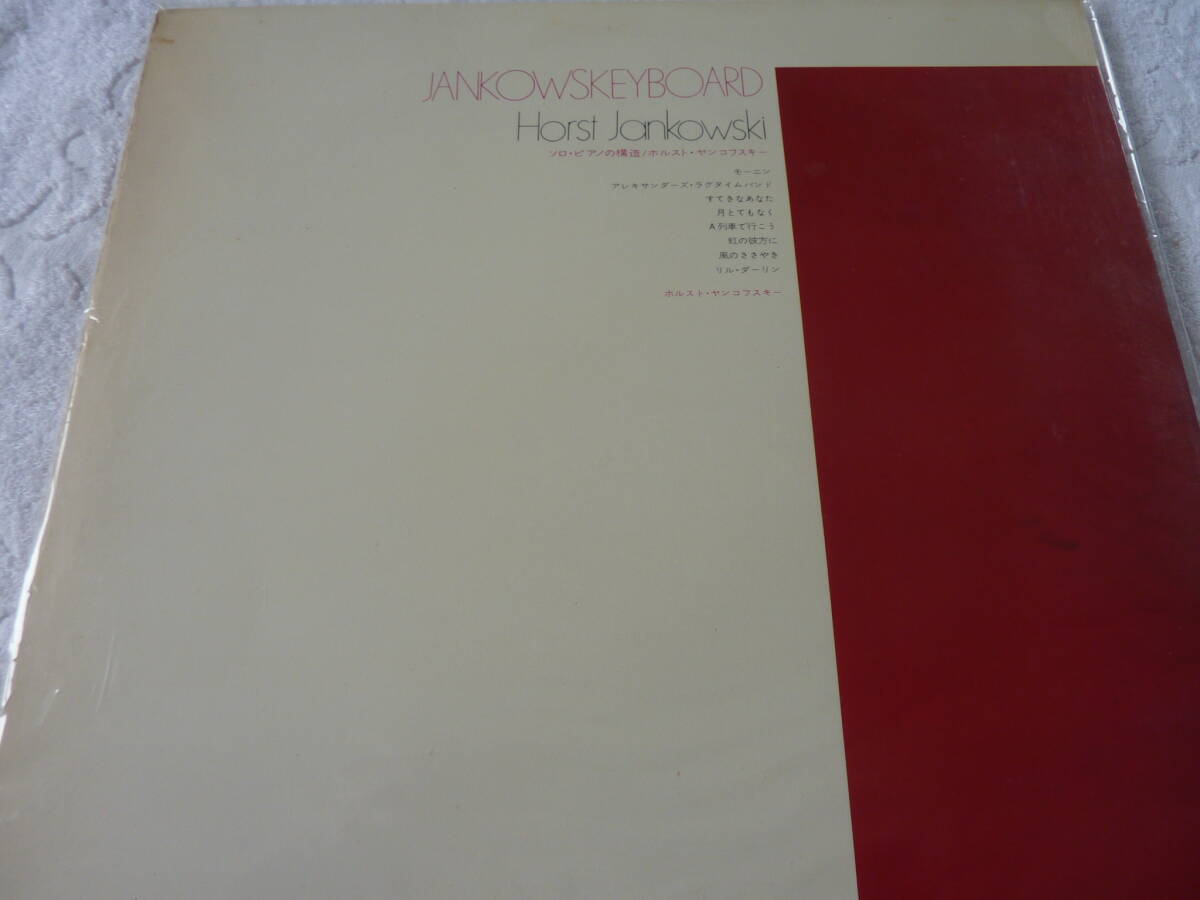 JANKOWSKEYBOARD
Horst Jankowski
ソロ・ピアノの構造/ホルスト・ヤンコフスキー
モーニン
アレキサンダーズ・ラグタイムバンド
すてきなあなた
月とてもなく
A列車で行こう
虹の彼方に
風のささやき
リル・ダーリン
ホルスト・ヤンコフスキー